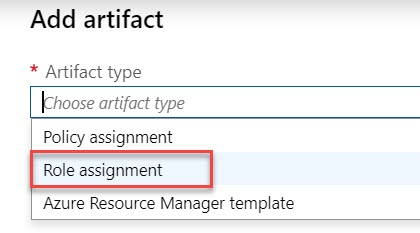 Add artifact
* Artifact type
Choose artifact type
Policy assignment
Role assignment
Azure Resource Manager template